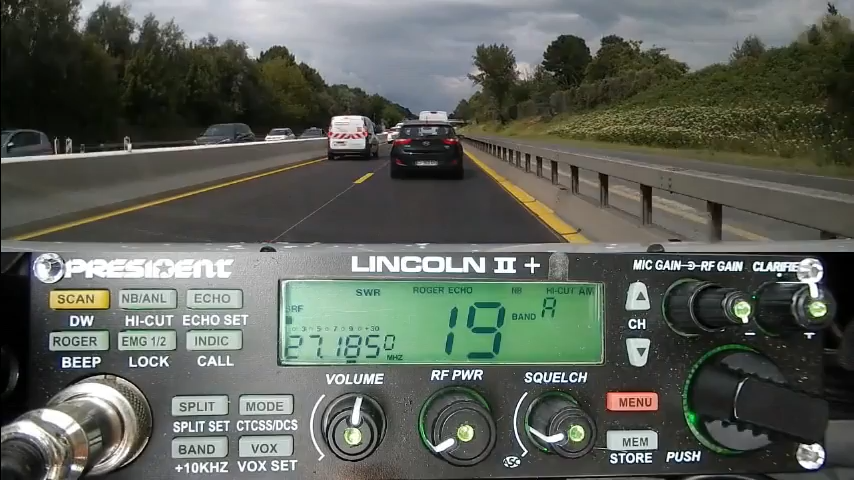 PRESIDENT
LINCOLN II +
MIC GAIN RF GAIN CLARIFIER
SCAN NB/ANL ECHO
DW HI-CUT ECHO SET
ROGER EMG 1/2 INDIC
BEEP LOCK CALL
SWR ROGER ECHO NB HI-CUT
SRF
27.1850 MHZ
19
BAND A
CH
VOLUME RF PWR SQUELCH
SPLIT MODE
SPLIT SET CTCSS/DCS
BAND VOX
+10KHZ VOX SET
MENU
MEM
STORE PUSH
ASC